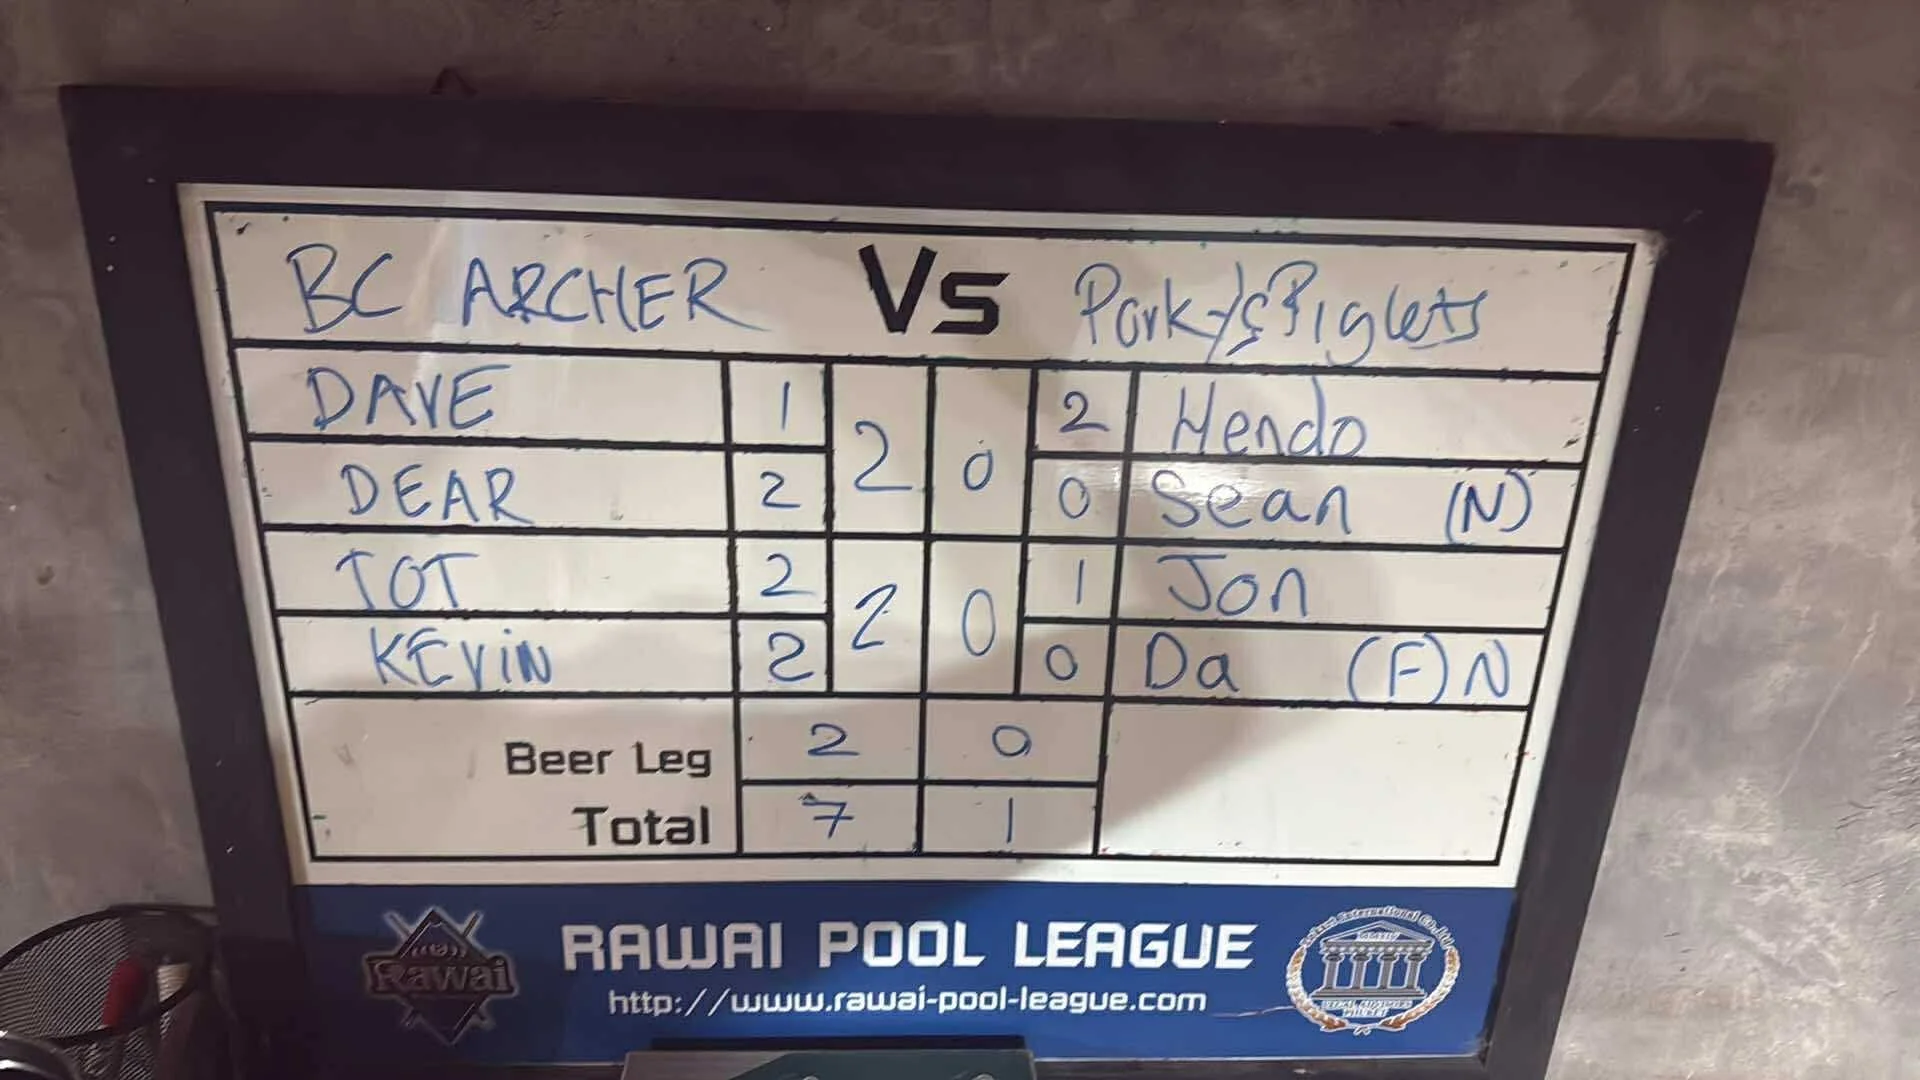 BC ARCHER Vs Porky's Piglets
DAVE 1 2 0 2 Hendo
DEAR 2 0 Sean (N)
TOT 2 2 0 1 Jon
KEViN 2 0 Da (F) N
Beer Leg 2 0
Total 7 1
RAWAI POOL LEAGUE
Rawai
http://www.rawai-pool-league.com